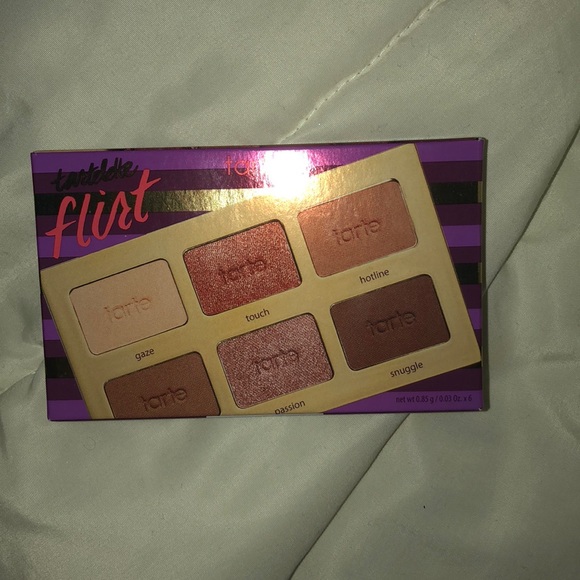 tartelette
flirt
tarte
tarte
tarte
gaze
touch
hotline
tarte
tarte
tarte
passion
snuggle
net wt 0.85 g / 0.03 Oz. x 6